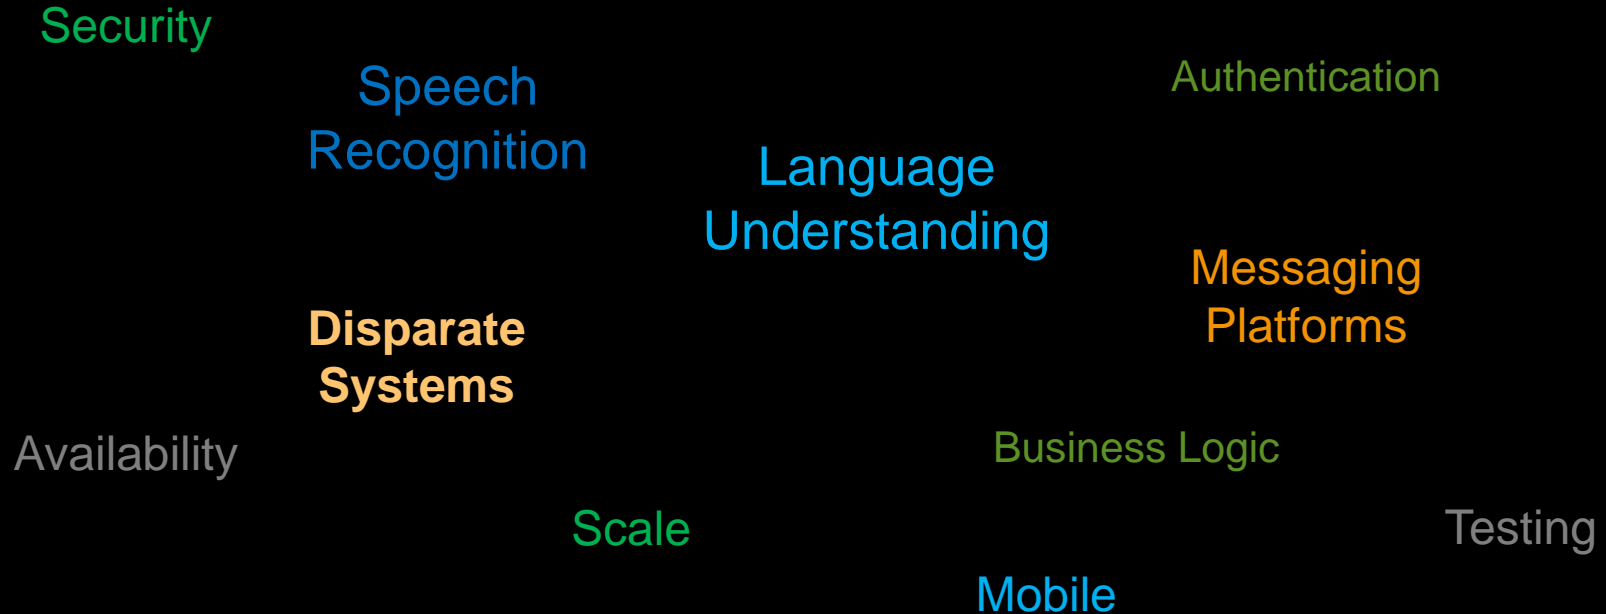 Security
Speech
Recognition
Authentication
Language
Understanding
Messaging
Platforms
Disparate
Systems
Availability
Business Logic
Scale
Testing
Mobile